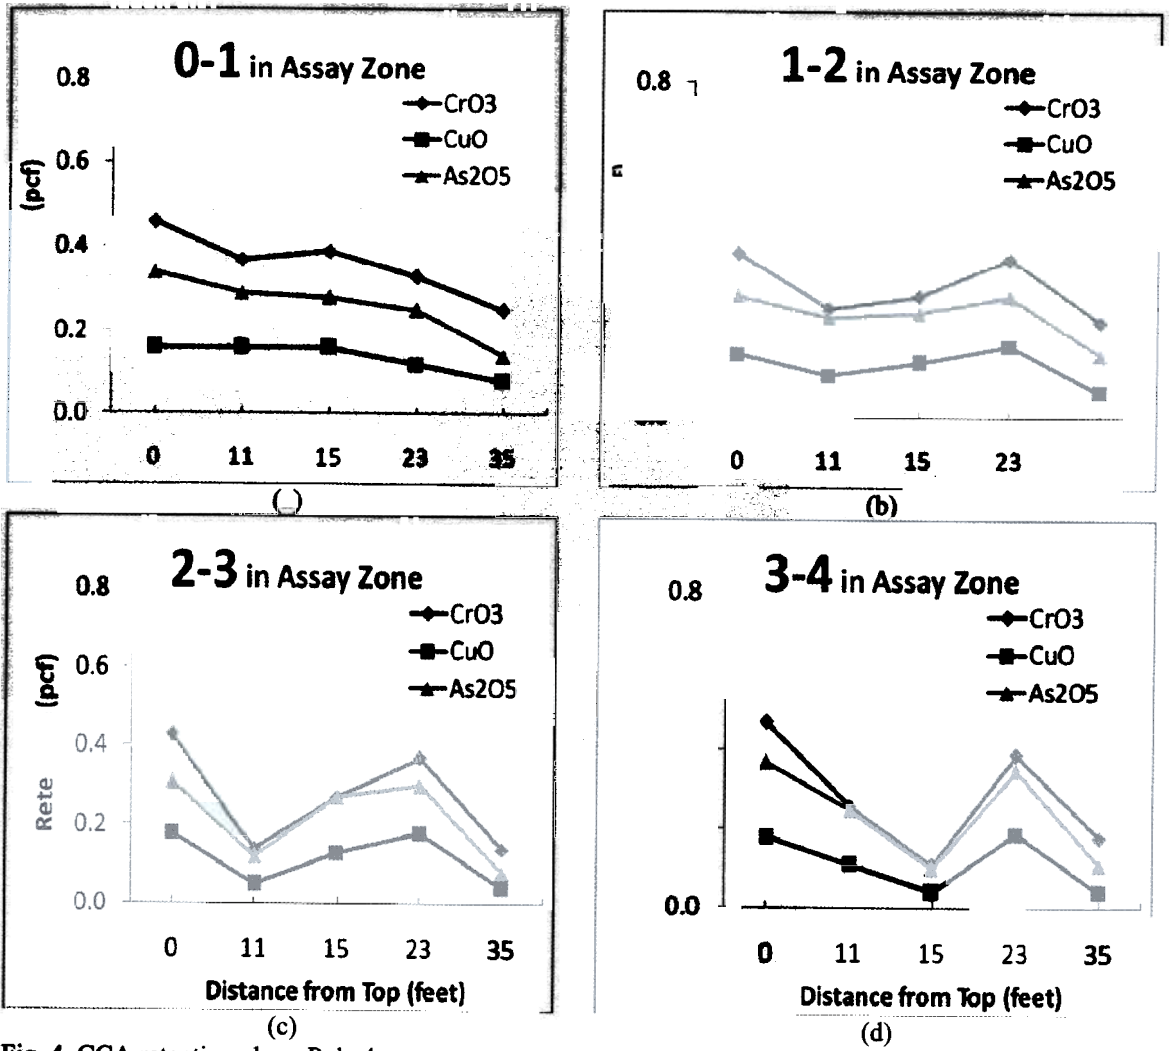 0-1 in Assay Zone
0.8
CrO3
CuO
As2O5
0.6
(pcf)
0.4
0.2
0.0
0 11 15 23 35
1-2 in Assay Zone
0.8
CrO3
CuO
As2O5
0 11 15 23
(b)
2-3 in Assay Zone
0.8
CrO3
CuO
As2O5
0.6
(pcf)
0.4
Rete
0.2
0.0
0 11 15 23 35
Distance from Top (feet)
(c)
3-4 in Assay Zone
0.8
CrO3
CuO
As2O5
0.0
0 11 15 23 35
Distance from Top (feet)
(d)
Fig. 4 CCA